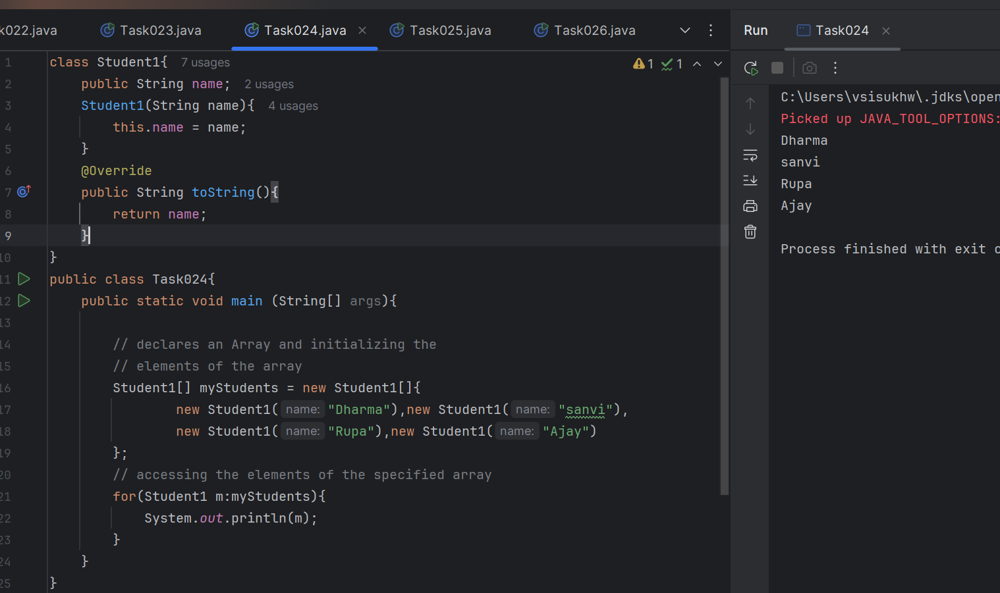 k022.java Task023.java Task024.java Task025.java Task026.java Run Task024
1 class Student1{ 7 usages
1 1
2 public String name; 2 usages
3 Student1(String name){ 4 usages
4 this.name = name;
5 }
6 @Override
7 public String toString(){
8 return name;
9 }
10 }
11 public class Task024{
12 public static void main (String[] args){
13
14 // declares an Array and initializing the
15 // elements of the array
16 Student1[] myStudents = new Student1[]{
17 new Student1( name: "Dharma"),new Student1( name: "sanvi"),
18 new Student1( name: "Rupa"),new Student1( name: "Ajay")
19 };
20 // accessing the elements of the specified array
21 for(Student1 m:myStudents){
22 System.out.println(m);
23 }
24 }
25 }
C:\Users\vsisukhw\.jdks\open
Picked up JAVA_TOOL_OPTIONS:
Dharma
sanvi
Rupa
Ajay
Process finished with exit c